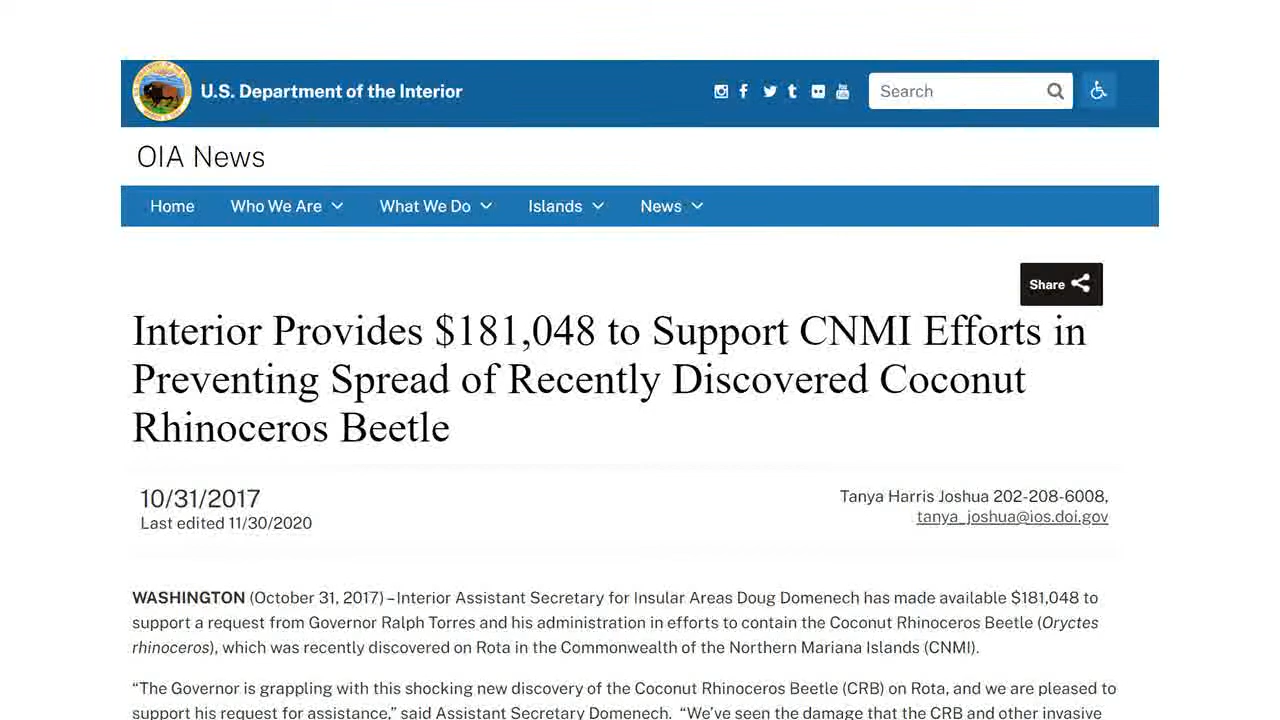 U.S. Department of the Interior
Search
OIA News
Home Who We Are What We Do Islands News
Share
Interior Provides $181,048 to Support CNMI Efforts in
Preventing Spread of Recently Discovered Coconut
Rhinoceros Beetle
10/31/2017
Last edited 11/30/2020
Tanya Harris Joshua 202-208-6008,
tanya_joshua@ios.doi.gov
WASHINGTON (October 31, 2017) – Interior Assistant Secretary for Insular Areas Doug Domenech has made available $181,048 to
support a request from Governor Ralph Torres and his administration in efforts to contain the Coconut Rhinoceros Beetle (Oryctes
rhinoceros), which was recently discovered on Rota in the Commonwealth of the Northern Mariana Islands (CNMI).
“The Governor is grappling with this shocking new discovery of the Coconut Rhinoceros Beetle (CRB) on Rota, and we are pleased to
support his request for assistance,” said Assistant Secretary Domenech. “We’ve seen the damage that the CRB and other invasive